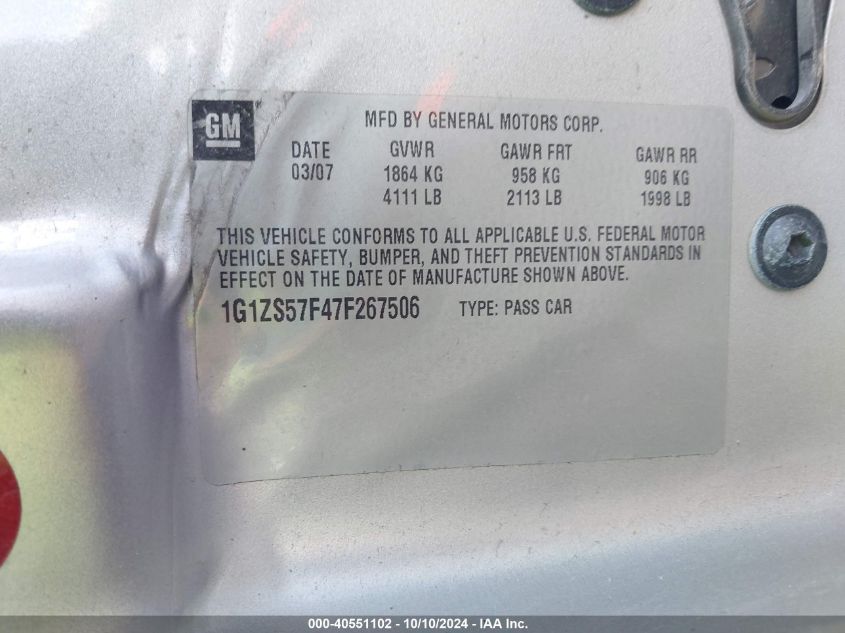 GM
MFD BY GENERAL MOTORS CORP.
DATE GVWR GAWR FRT GAWR RR
03/07 1864 KG 958 KG 906 KG
4111 LB 2113 LB 1998 LB
THIS VEHICLE CONFORMS TO ALL APPLICABLE U.S. FEDERAL MOTOR
VEHICLE SAFETY, BUMPER, AND THEFT PREVENTION STANDARDS IN
EFFECT ON THE DATE OF MANUFACTURE SHOWN ABOVE.
1G1ZS57F47F267506 TYPE: PASS CAR
000-40551102 - 10/10/2024 - IAA Inc.